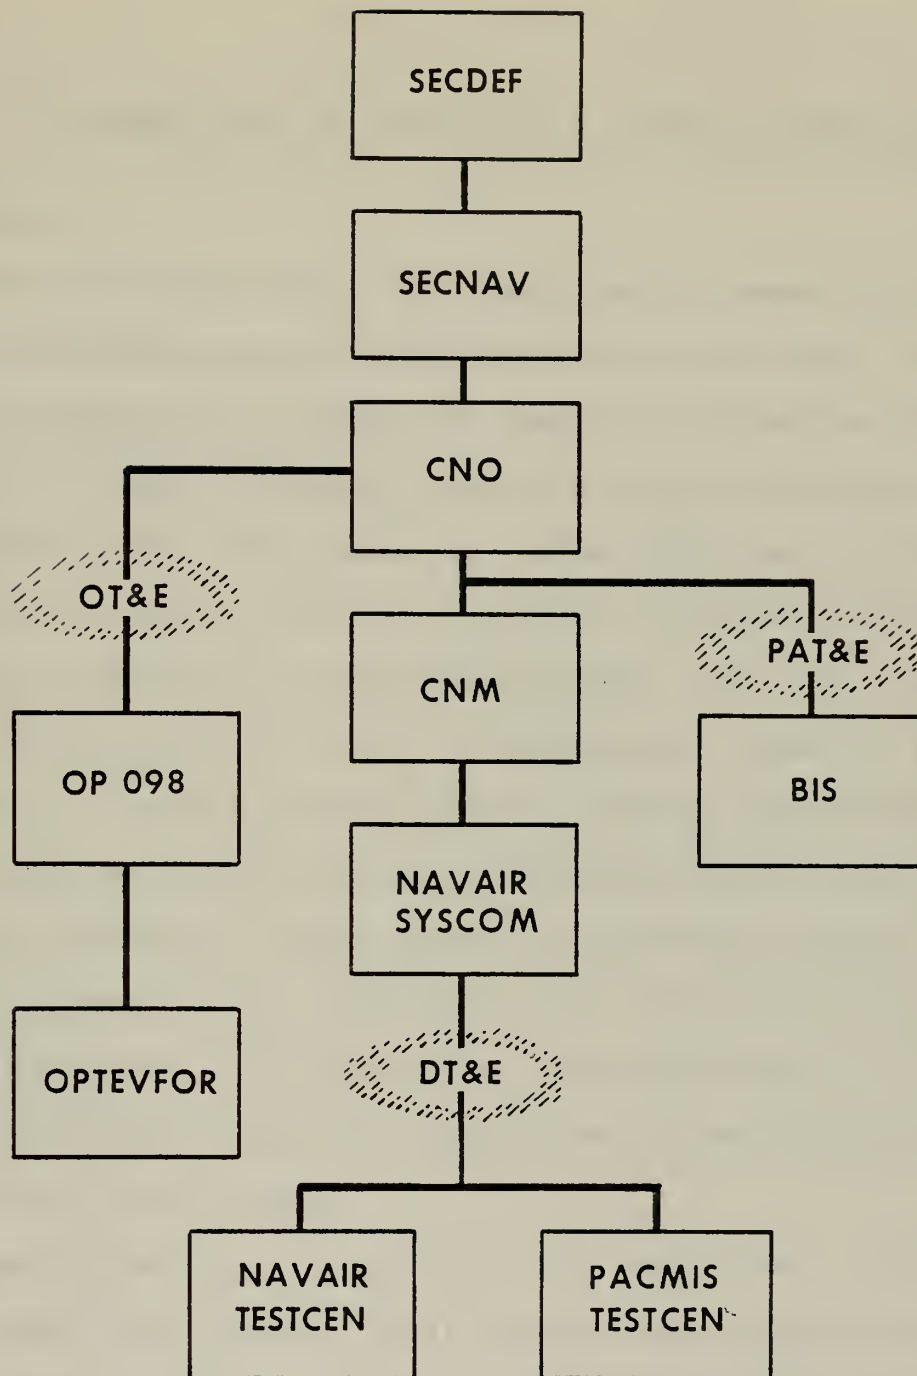 SECDEF
SECNAV
CNO
OT&E
PAT&E
CNM
OP 098
BIS
NAVAIR
SYSCOM
DT&E
OPTEVFOR
NAVAIR
TESTCEN
PACMIS
TESTCEN